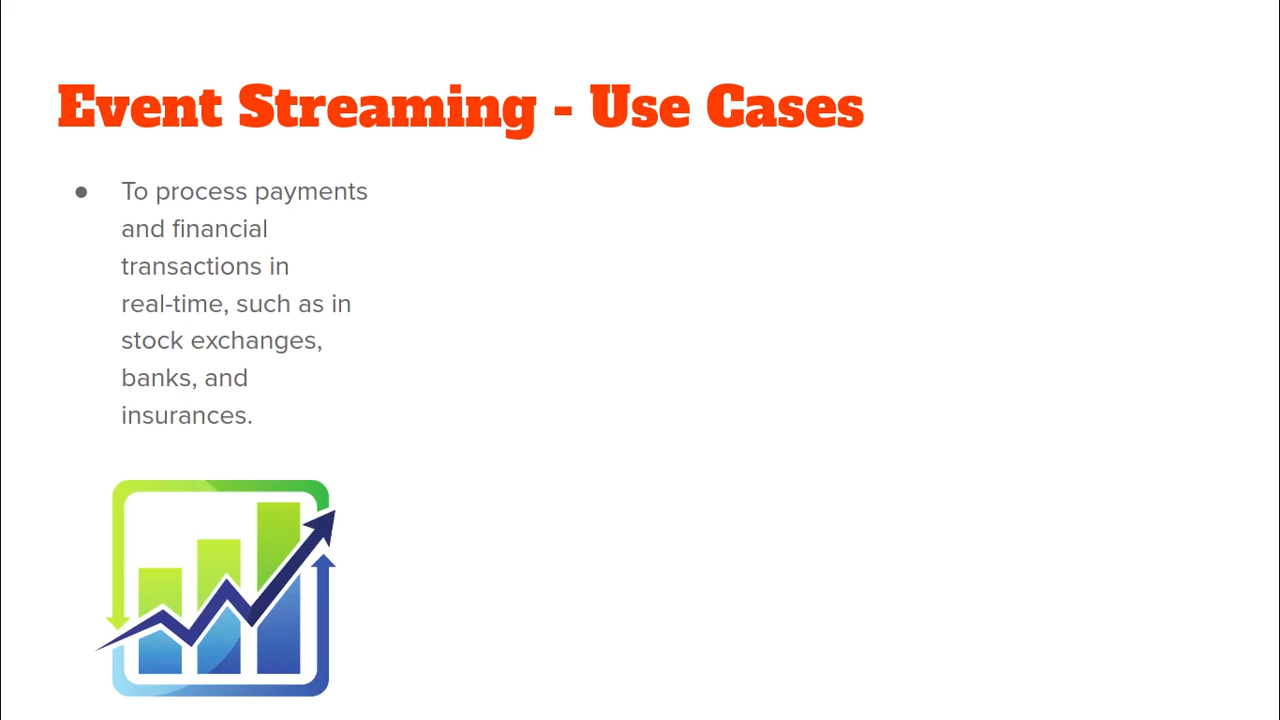 Event Streaming - Use Cases
● To process payments
and financial
transactions in
real-time, such as in
stock exchanges,
banks, and
insurances.